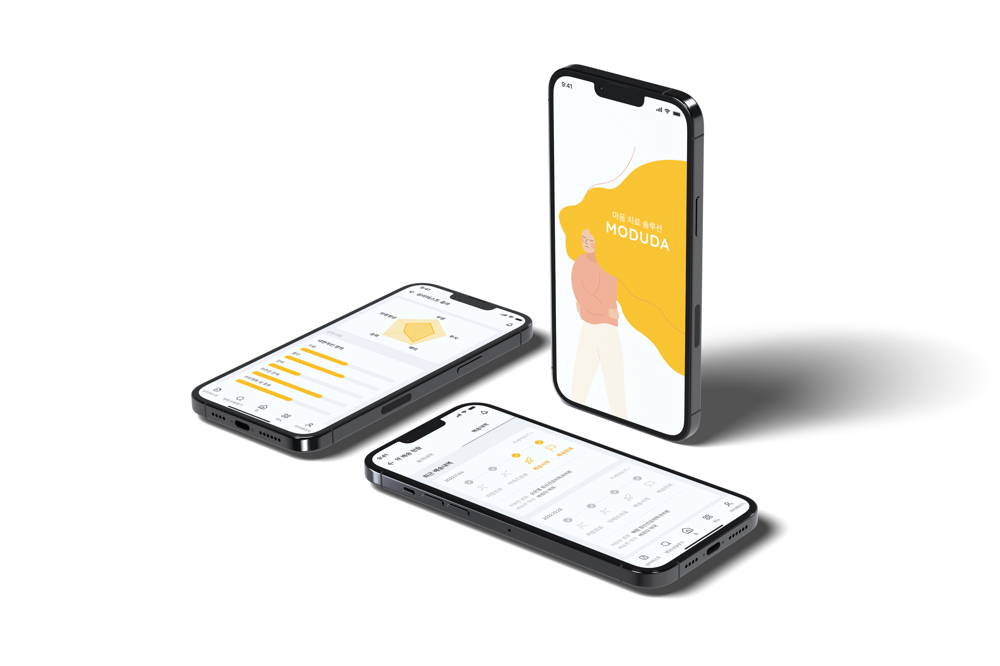 9:41
마음 치료 솔루션
MODUDA
9:41
심리테스트 결과
반동형성
부정
승화
투사
해리
상세 내용
내면적인 영역
우울
불안
강박
자존감 문제
과잉행동 및 충동
심리테스트
병원/상담찾기
홈
메뉴
마이페이지
9:41
약 배송 현황
복약내역
배송내역
최근 배송내역
2022.11.04
자세히보기 >
처방완료
약제조완료
배송시작
배송완료
처방한 병원 오은영 정신건강의학과의원
배송한 약국 바르다 약국
2022.10.23
자세히보기 >
처방완료
약제조완료
배송시작
배송완료
처방한 병원 해람 정신건강의학과의원
배송한 약국 바르다 약국
심리테스트
병원/상담찾기
홈
메뉴
마이페이지